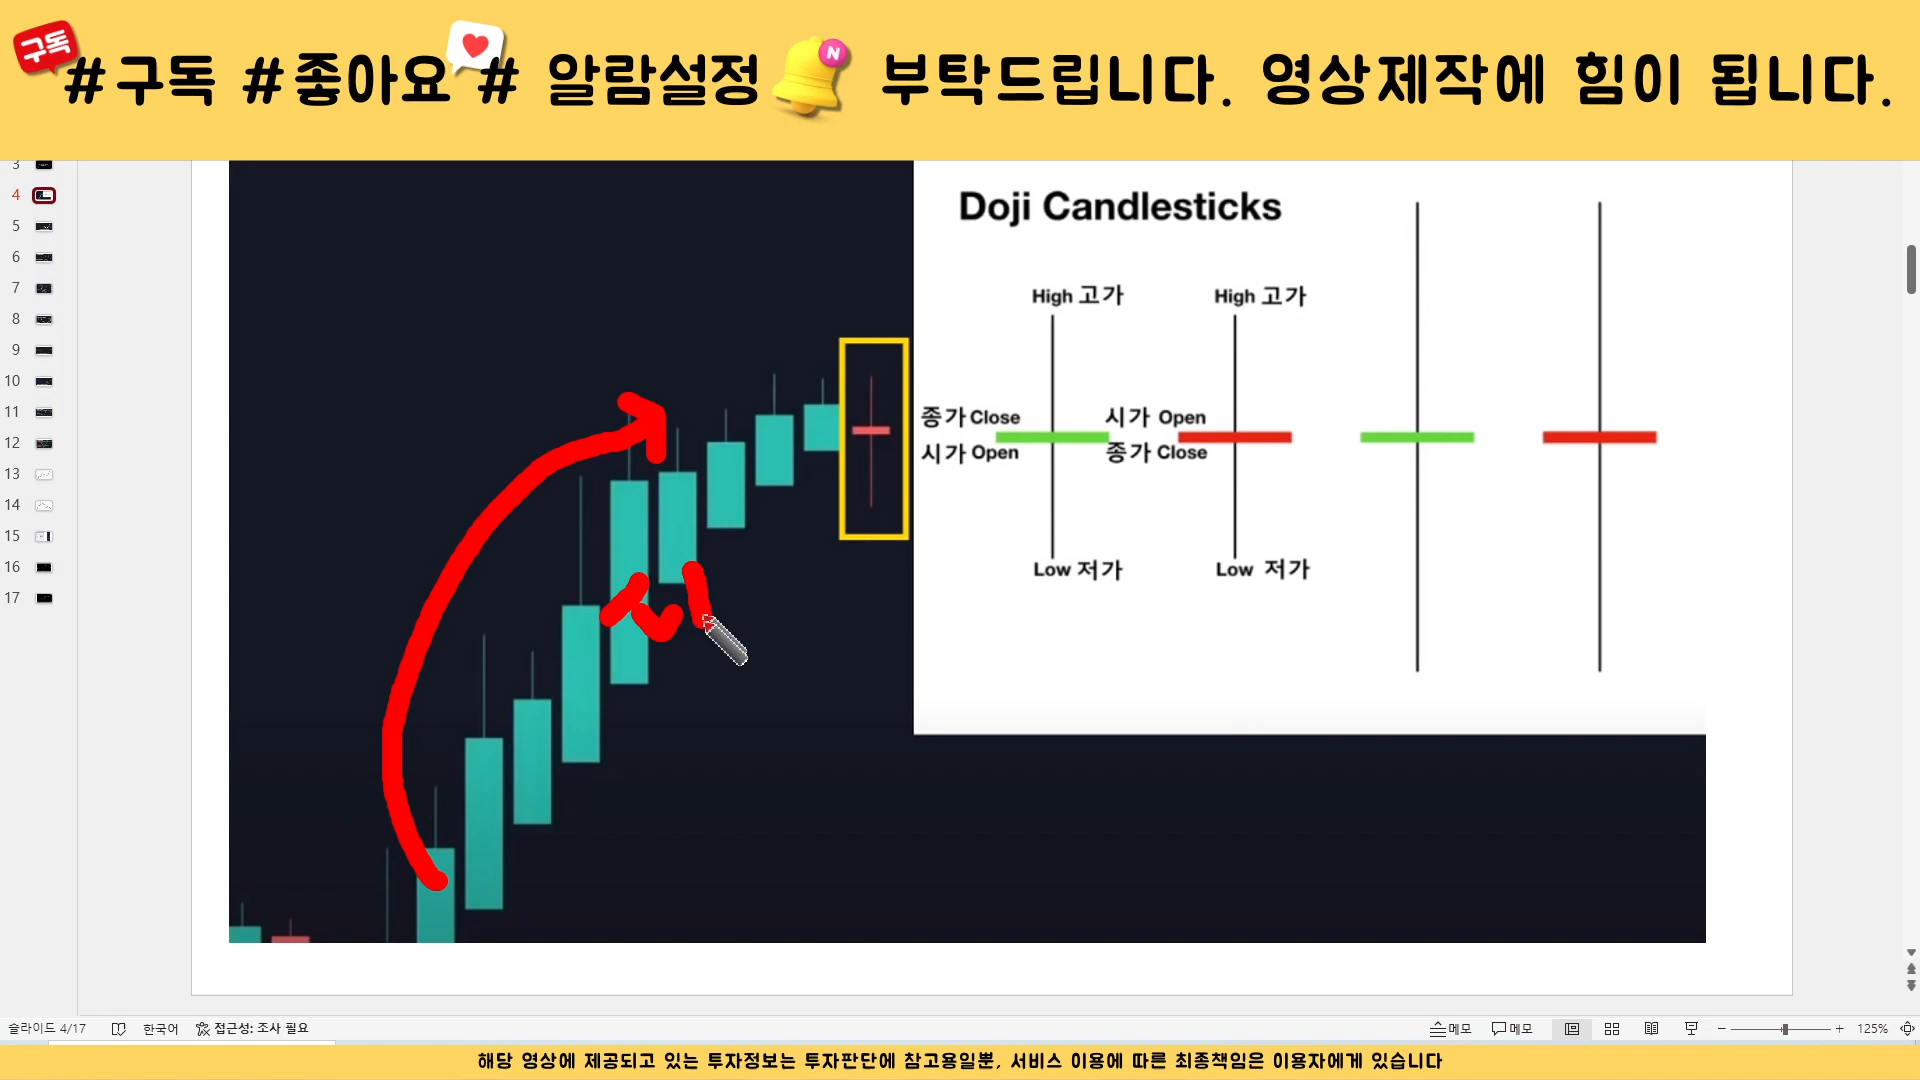 구독
#구독 #좋아요 # 알람설정 N 부탁드립니다. 영상제작에 힘이 됩니다.
3
4
5
6
7
8
9
10
11
12
13
14
15
16
17
Doji Candlesticks
High 고가 High 고가
종가 Close 시가 Open
시가 Open 종가 Close
Low 저가 Low 저가
슬라이드 4/17 한국어 접근성: 조사 필요 메모 메모 125%
해당 영상에 제공되고 있는 투자정보는 투자판단에 참고용일뿐, 서비스 이용에 따른 최종책임은 이용자에게 있습니다